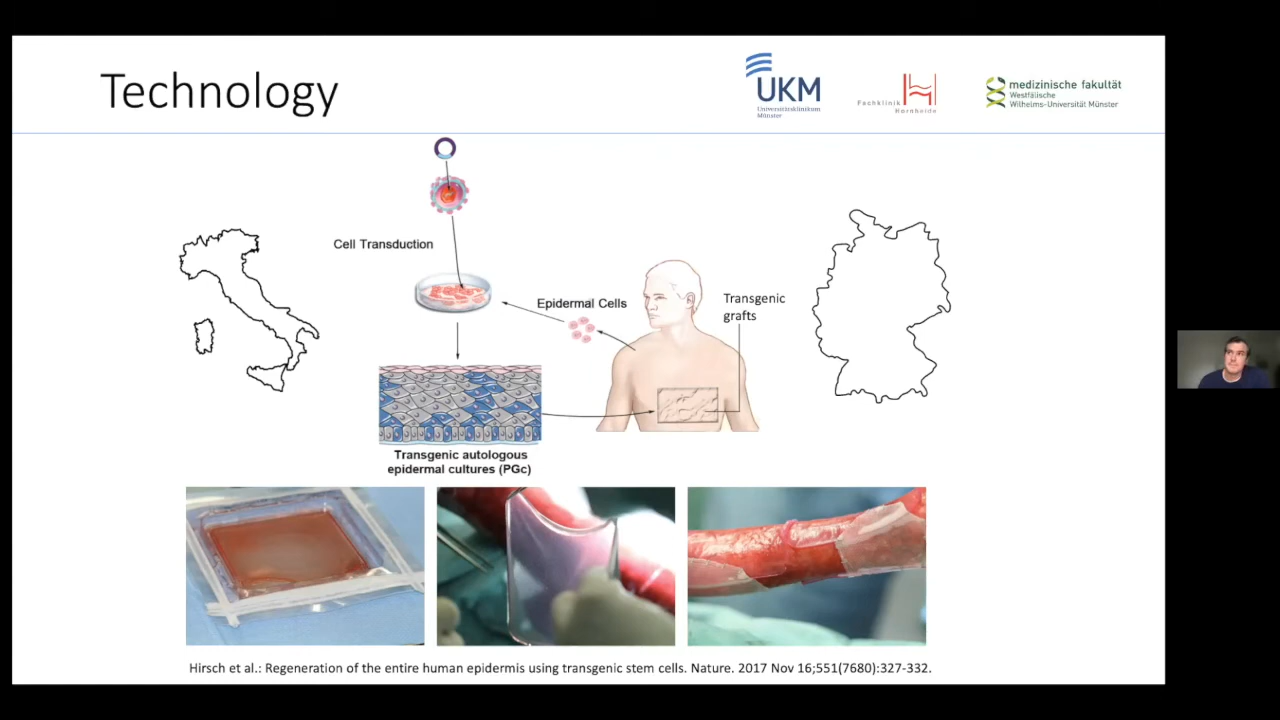 Technology
UKM
Universitätsklinikum
Münster
Fachklinik
Hornheide
medizinische fakultät
Westfälische
Wilhelms-Universität Münster
Cell Transduction
Epidermal Cells
Transgenic
grafts
Transgenic autologous
epidermal cultures (PGc)
Hirsch et al.: Regeneration of the entire human epidermis using transgenic stem cells. Nature. 2017 Nov 16;551(7680):327-332.